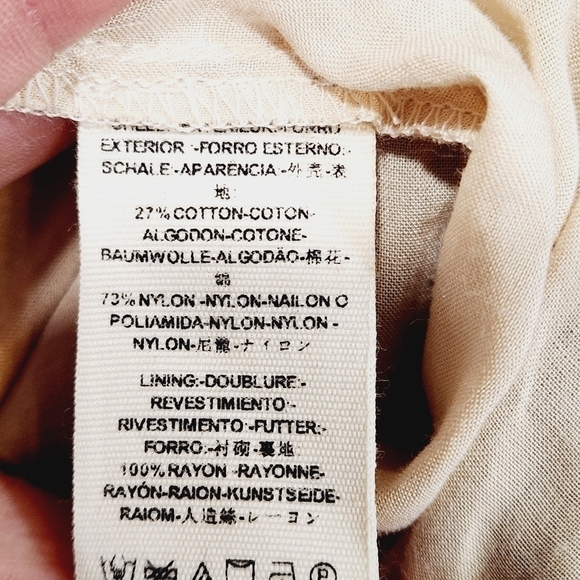 EXTERIOR -FORRO ESTERNO:-
SCHALE:-APARÊNCIA:-外壳-表
地
27% COTTON-COTON-
ALGODON-COTONE-
BAUMWOLLE-ALGODÃO-棉花-
綿
73% NYLON -NYLON-NAILON O
POLIAMIDA-NYLON-NYLON -
NYLON-尼龍-ナイロン
LINING:-DOUBLURE:-
REVESTIMIENTO:-
RIVESTIMENTO:-FUTTER:-
FORRO:-衬砌-裏地
100% RAYON -RAYONNE-
RAYÓN-RAION-KUNSTSEIDE-
RAIOM-人造絲-レーヨン
P